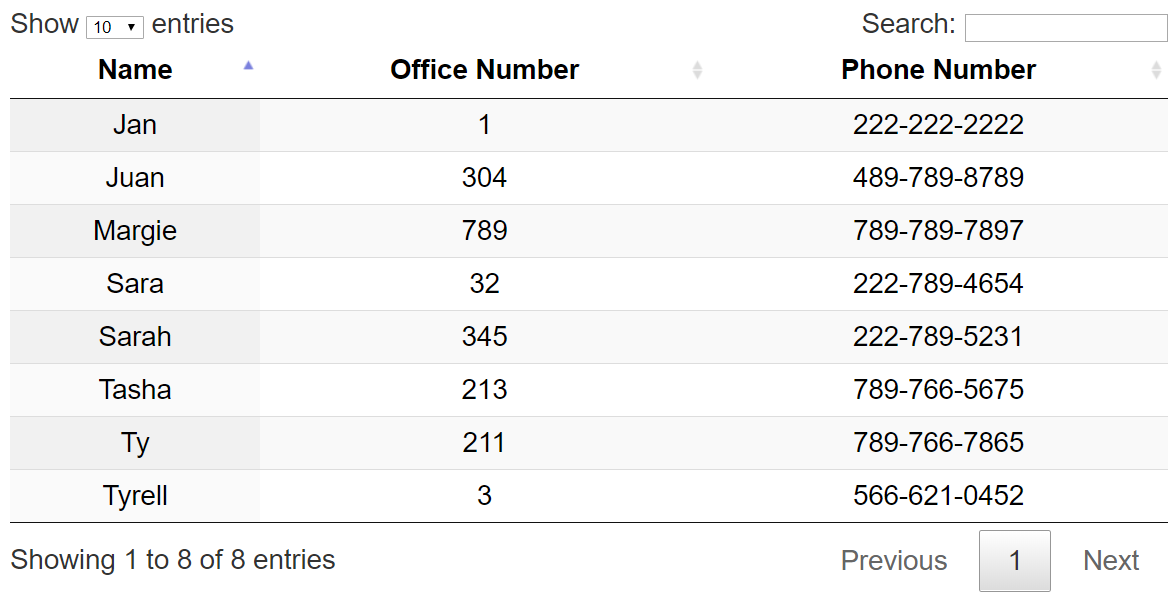 Show 10 entries Search:
Name Office Number Phone Number
Jan 1 222-222-2222
Juan 304 489-789-8789
Margie 789 789-789-7897
Sara 32 222-789-4654
Sarah 345 222-789-5231
Tasha 213 789-766-5675
Ty 211 789-766-7865
Tyrell 3 566-621-0452
Showing 1 to 8 of 8 entries Previous 1 Next